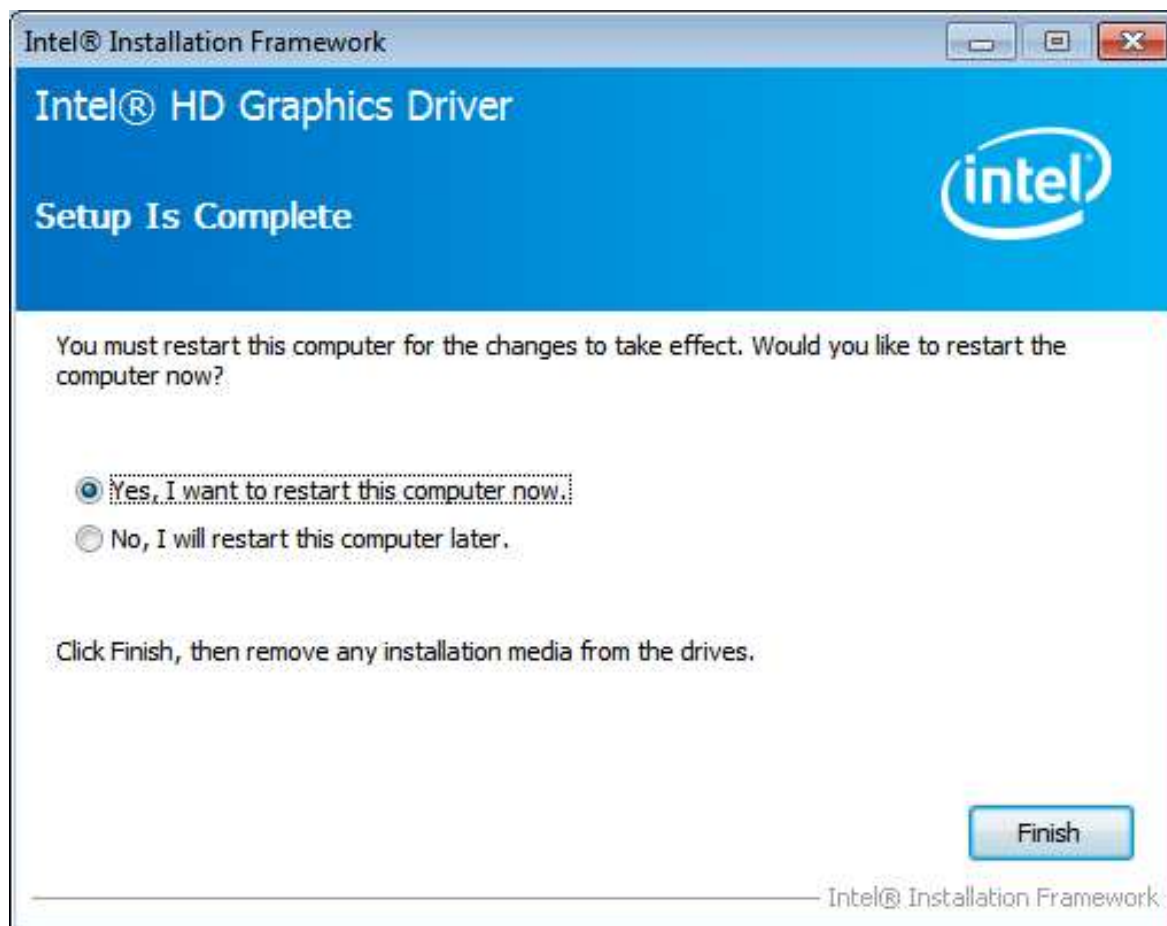 Intel® Installation Framework
Intel® HD Graphics Driver
intel
Setup Is Complete
You must restart this computer for the changes to take effect. Would you like to restart the
computer now?
Yes, I want to restart this computer now.
No, I will restart this computer later.
Click Finish, then remove any installation media from the drives.
Finish
Intel® Installation Framework